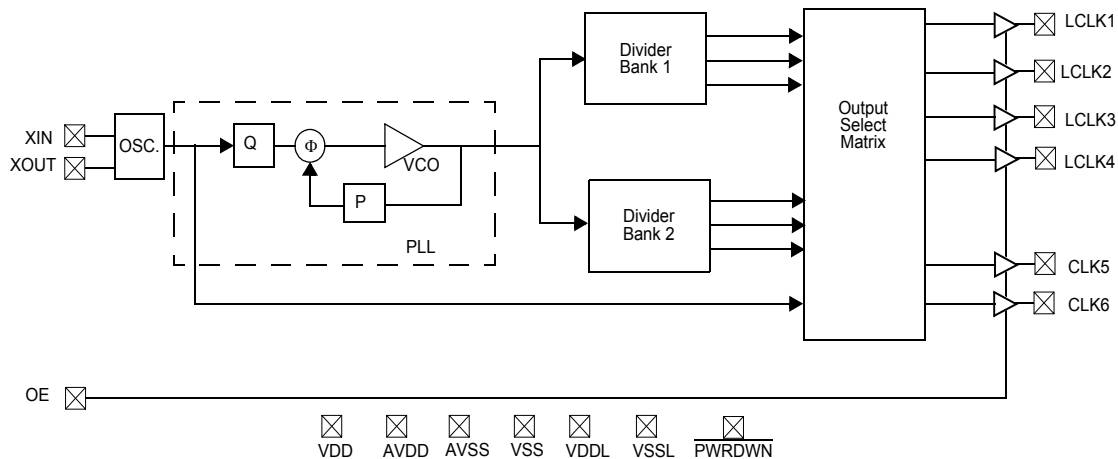 LCLK1
Divider
Bank 1
LCLK2
Output
Select
Matrix
LCLK3
XIN
OSC.
Q
Φ
VCO
XOUT
LCLK4
P
Divider
Bank 2
PLL
CLK5
CLK6
OE
VDD
AVDD
AVSS
VSS
VDDL
VSSL
PWRDWN